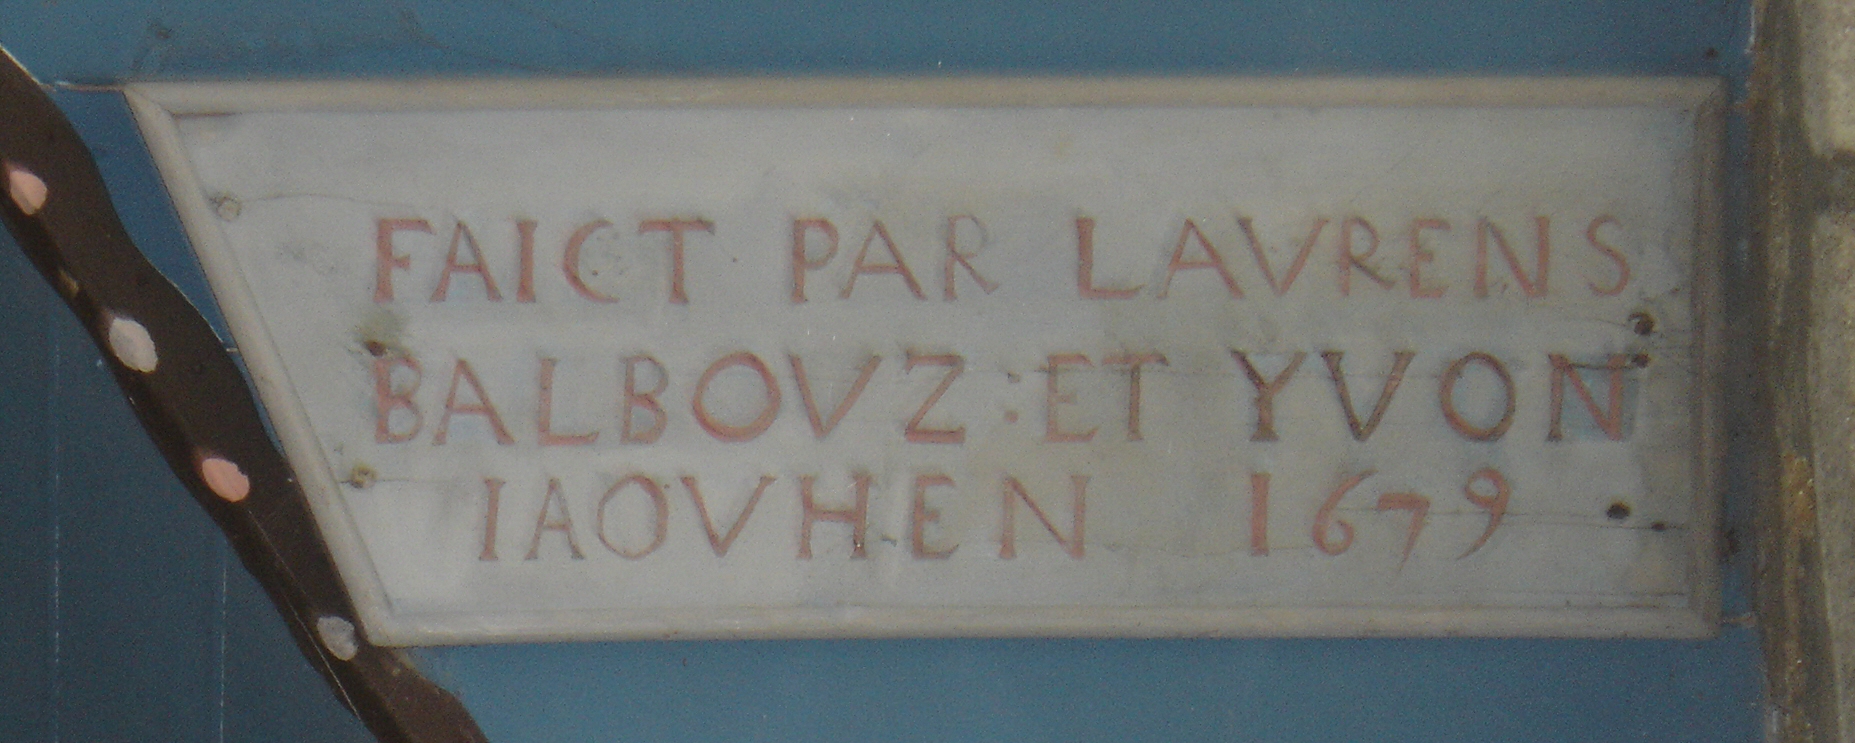 FAICT PAR LAVRENS
BALBOVZ : ET YVON
IAOVHEN 1679